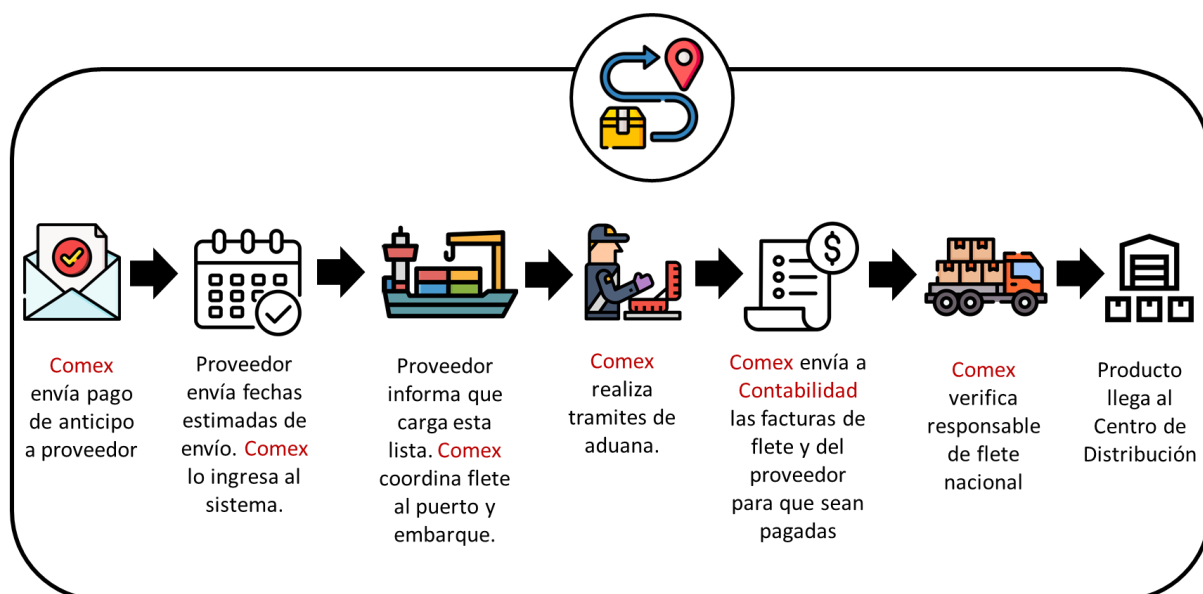 Comex
envía pago
de anticipo
a proveedor
Proveedor
envía fechas
estimadas de
envío. Comex
lo ingresa al
sistema.
Proveedor
informa que
carga esta
lista. Comex
coordina flete
al puerto y
embarque.
Comex
realiza
tramites de
aduana.
$
Comex envía a
Contabilidad
las facturas de
flete y del
proveedor
para que sean
pagadas
Comex
verifica
responsable
de flete
nacional
Producto
llega al
Centro de
Distribución